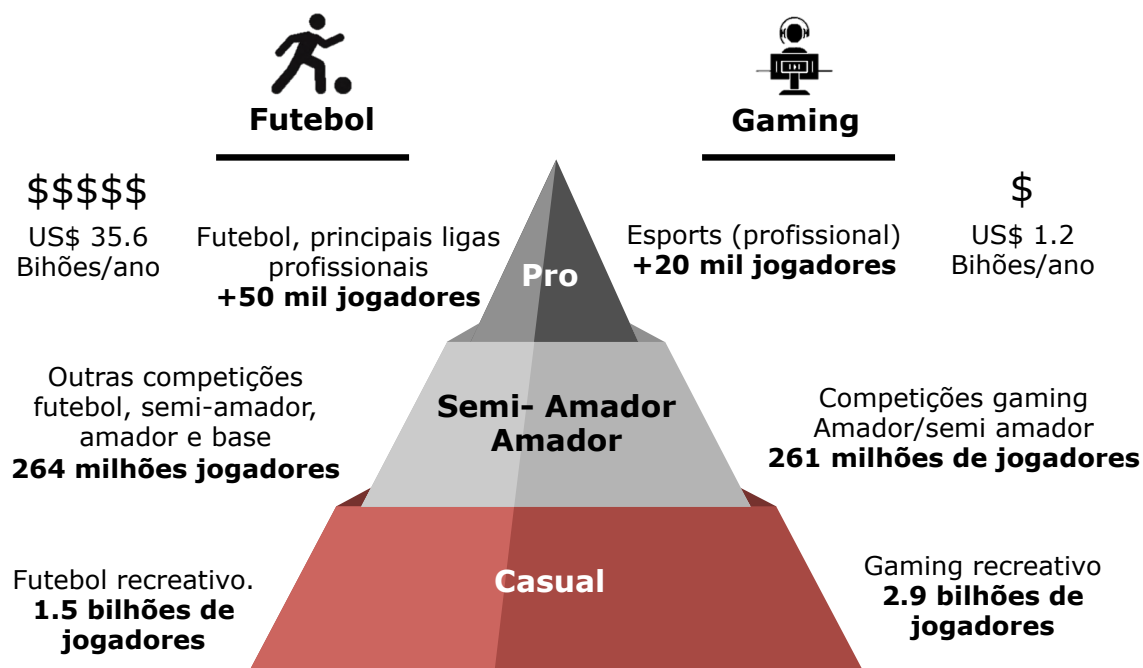 Futebol
Gaming
$$$$$
US$ 35.6
Bihões/ano
Futebol, principais ligas
profissionais
+50 mil jogadores
Pro
Esports (profissional)
+20 mil jogadores
$
US$ 1.2
Bihões/ano
Outras competições
futebol, semi-amador,
amador e base
264 milhões jogadores
Semi- Amador
Amador
Competições gaming
Amador/semi amador
261 milhões de jogadores
Futebol recreativo.
1.5 bilhões de
jogadores
Casual
Gaming recreativo
2.9 bilhões de
jogadores